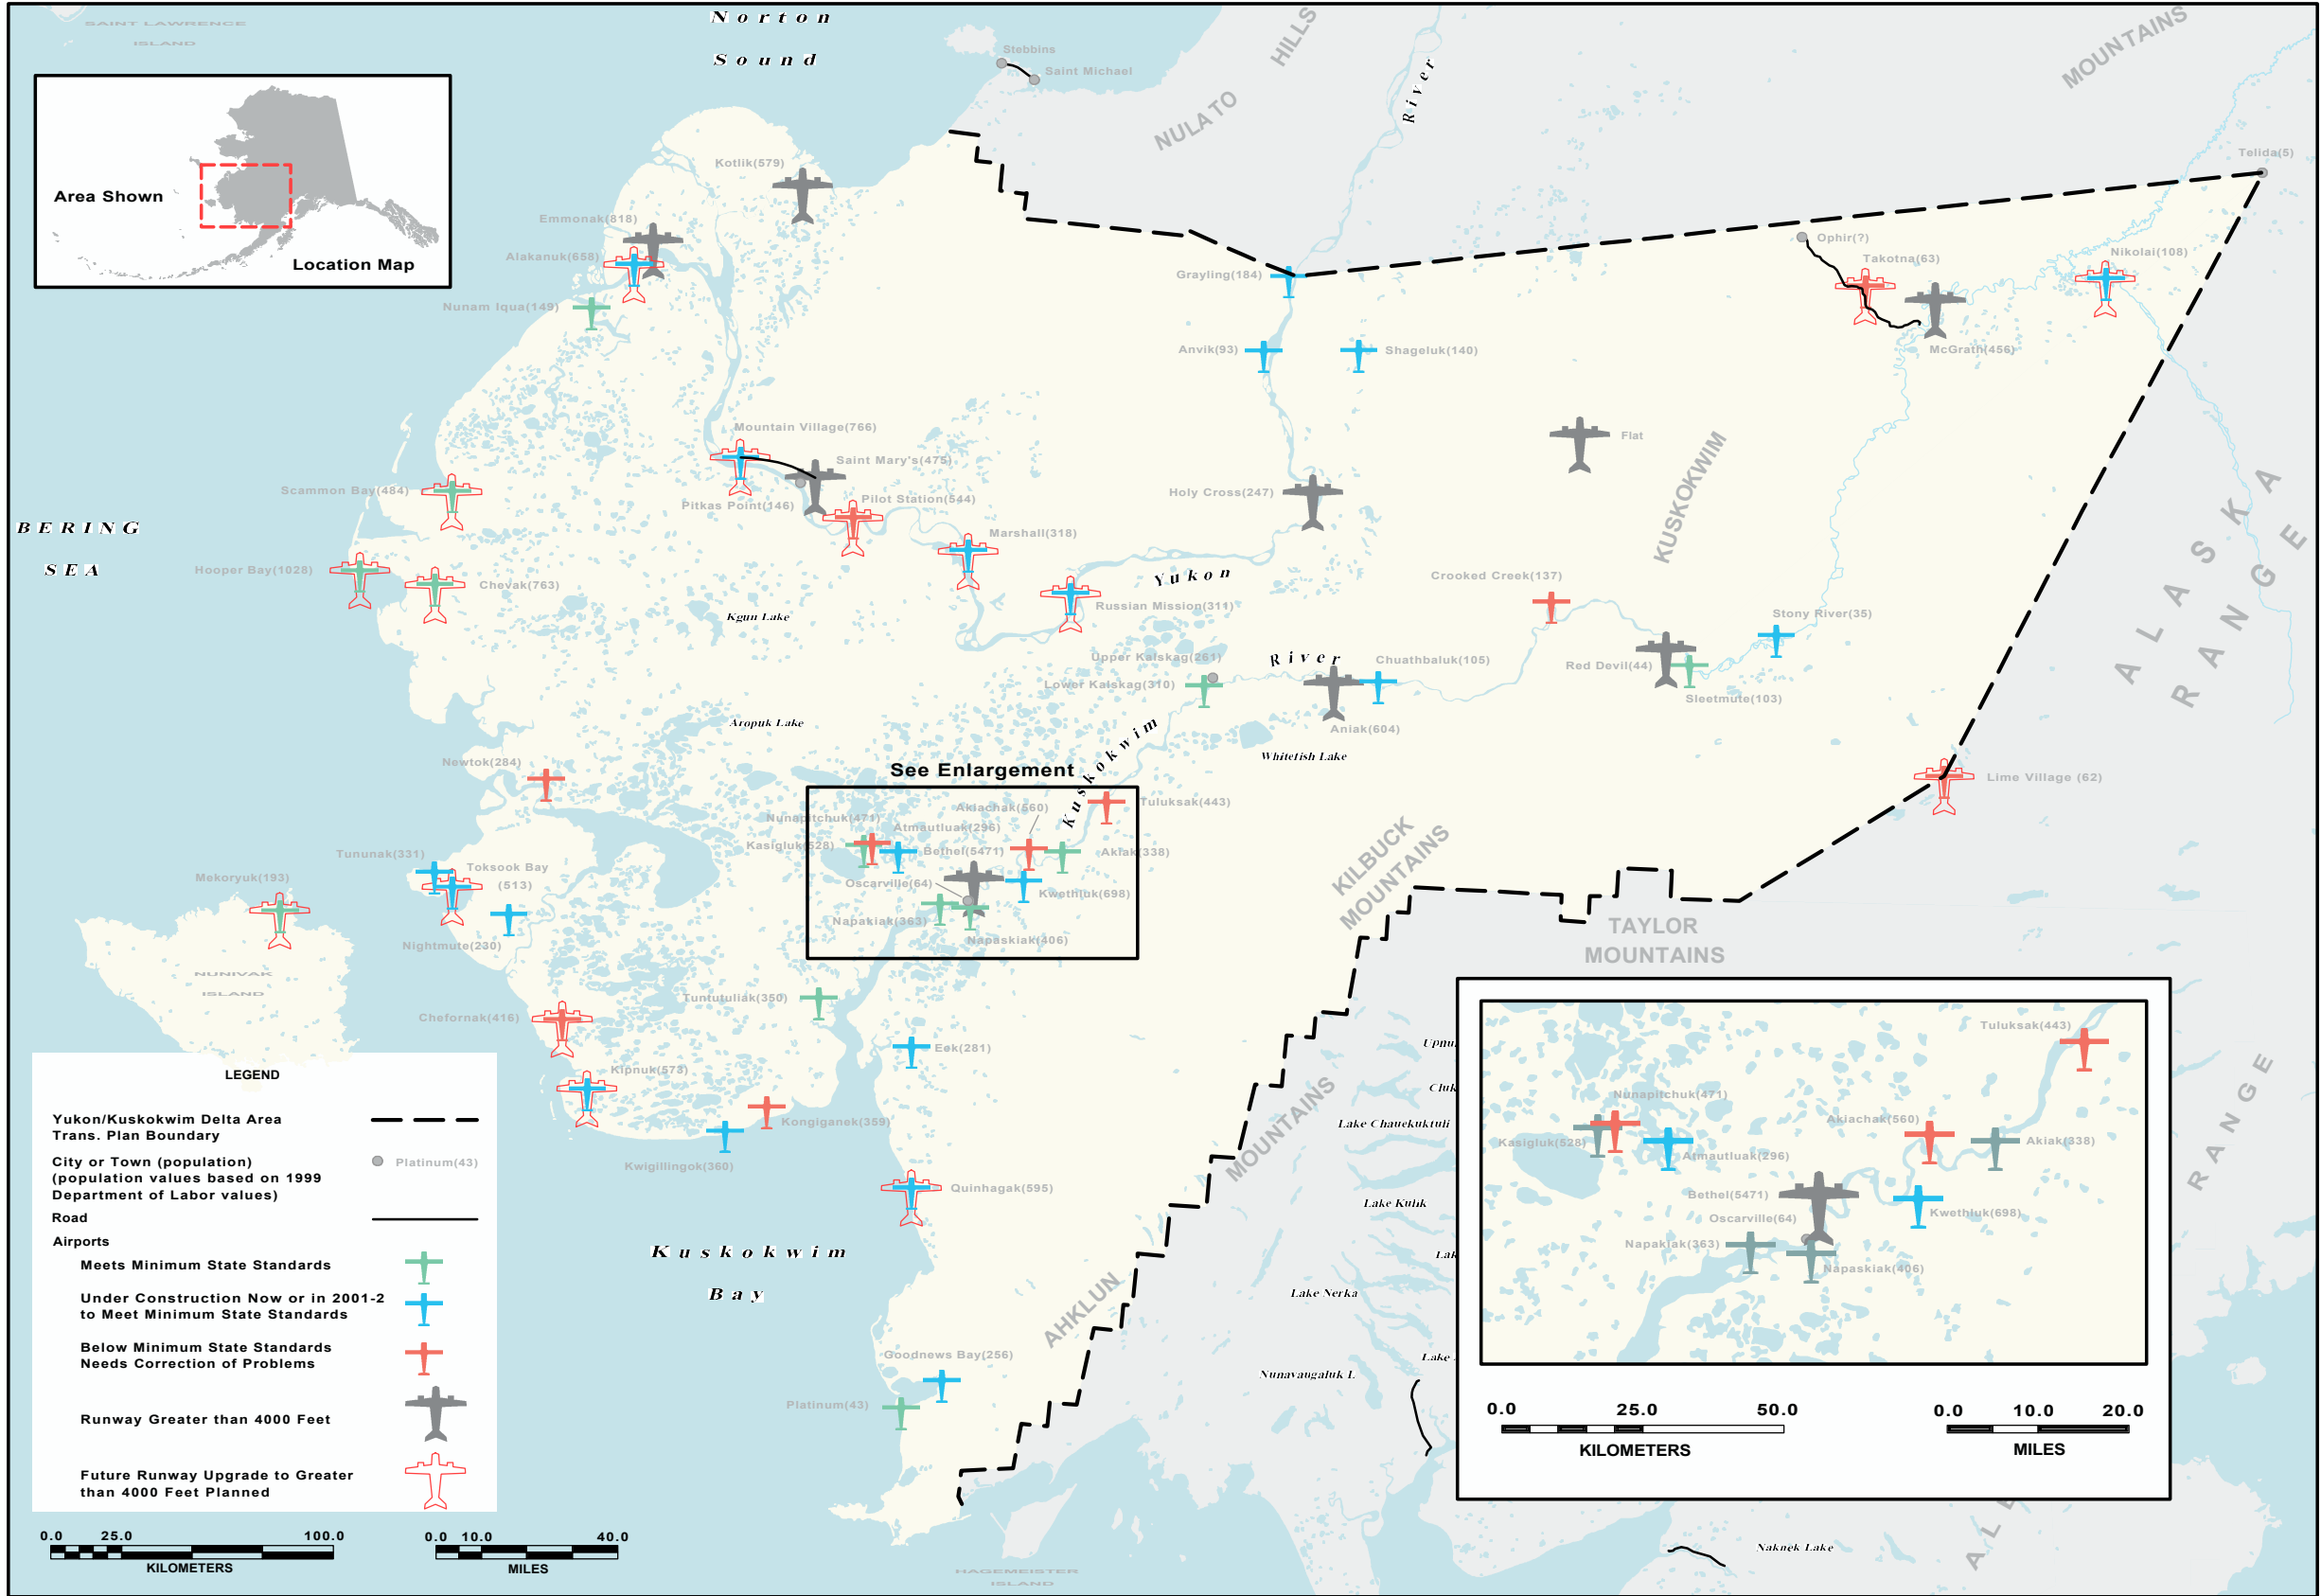 SAINT LAWRENCE
ISLAND
Norton
Sound
Stebbins
Saint Michael
NULATO
HILLS
River
MOUNTAINS
Area Shown
Location Map
Telida(5)
Kotlik(579)
Emmonak(818)
Alakanuk(658)
Nunam Iqua(149)
Grayling(184)
Ophir(?)
Takotna(63)
Nikolai(108)
McGrath(456)
Anvik(93)
Shageluk(140)
Mountain Village(766)
Saint Mary's(475)
Pitkas Point(146)
Pilot Station(544)
Flat
KUSKOKWIM
Holy Cross(247)
Scammon Bay(484)
BERING
SEA
Marshall(318)
Hooper Bay(1028)
Chevak(763)
Yukon
Russian Mission(311)
Kgun Lake
Crooked Creek(137)
Stony River(35)
ALASKA
RANGE
Upper Kalskag(261)
River
Chuathbaluk(105)
Red Devil(44)
Lower Kalskag(310)
Sleetmute(103)
Aropuk Lake
Aniak(604)
Whitefish Lake
Kuskokwim
Newtok(284)
See Enlargement
Lime Village (62)
Akiachak(560)
Tuluksak(443)
Nunapitchuk(471)
Atmautluak(296)
Kasigluk(528)
Bethel(5471)
Akiak(338)
Oscarville(64)
Kwethluk(698)
Napakiak(363)
Napaskiak(406)
KILBUCK
MOUNTAINS
Tununak(331)
Toksook Bay
(513)
Mekoryuk(193)
Nightmute(230)
TAYLOR
MOUNTAINS
NUNIVAK
ISLAND
Tuntutuliak(350)
Chefornak(416)
Eek(281)
Kipnuk(573)
Kongiganek(359)
Kwigillingok(360)
Quinhagak(595)
Kuskokwim
Bay
Goodnews Bay(256)
Platinum(43)
AHKLUN
MOUNTAINS
Upnu
Lake Chauekuktuli
Lake Kulik
Lak
Lake Nerka
Lake
Nunavaugaluk L
Tuluksak(443)
Nunapitchuk(471)
Akiachak(560)
Kasigluk(528)
Akiak(338)
Atmautluak(296)
Bethel(5471)
Kwethluk(698)
Oscarville(64)
Napakiak(363)
Napaskiak(406)
0.0 25.0 50.0
KILOMETERS
0.0 10.0 20.0
MILES
RANGE
ALE
Naknek Lake
HAGEMEISTER
ISLAND
LEGEND
Yukon/Kuskokwim Delta Area
Trans. Plan Boundary
City or Town (population)
(population values based on 1999
Department of Labor values)
Platinum(43)
Road
Airports
Meets Minimum State Standards
Under Construction Now or in 2001-2
to Meet Minimum State Standards
Below Minimum State Standards
Needs Correction of Problems
Runway Greater than 4000 Feet
Future Runway Upgrade to Greater
than 4000 Feet Planned
0.0 25.0 100.0
KILOMETERS
0.0 10.0 40.0
MILES